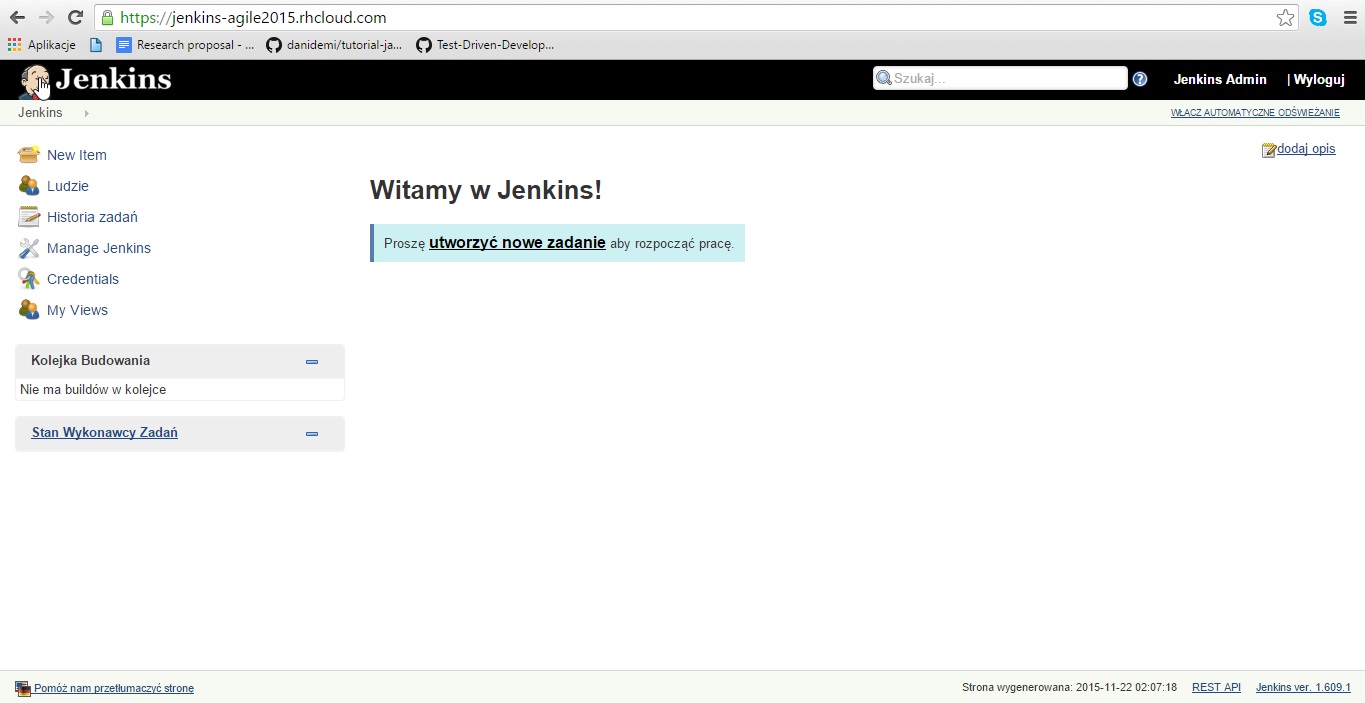 https://jenkins-agile2015.rhcloud.com
Aplikacje Research proposal - ... danidemi/tutorial-ja... Test-Driven-Develop...
Jenkins Szukaj... Jenkins Admin | Wyloguj
Jenkins WŁĄCZ AUTOMATYCZNE ODŚWIEŻANIE
dodaj opis
New Item
Ludzie
Historia zadań
Manage Jenkins
Credentials
My Views
Kolejka Budowania
Nie ma buildów w kolejce
Stan Wykonawcy Zadań
Witamy w Jenkins!
Proszę utworzyć nowe zadanie aby rozpocząć pracę.
Pomóż nam przetłumaczyć stronę Strona wygenerowana: 2015-11-22 02:07:18 REST API Jenkins ver. 1.609.1